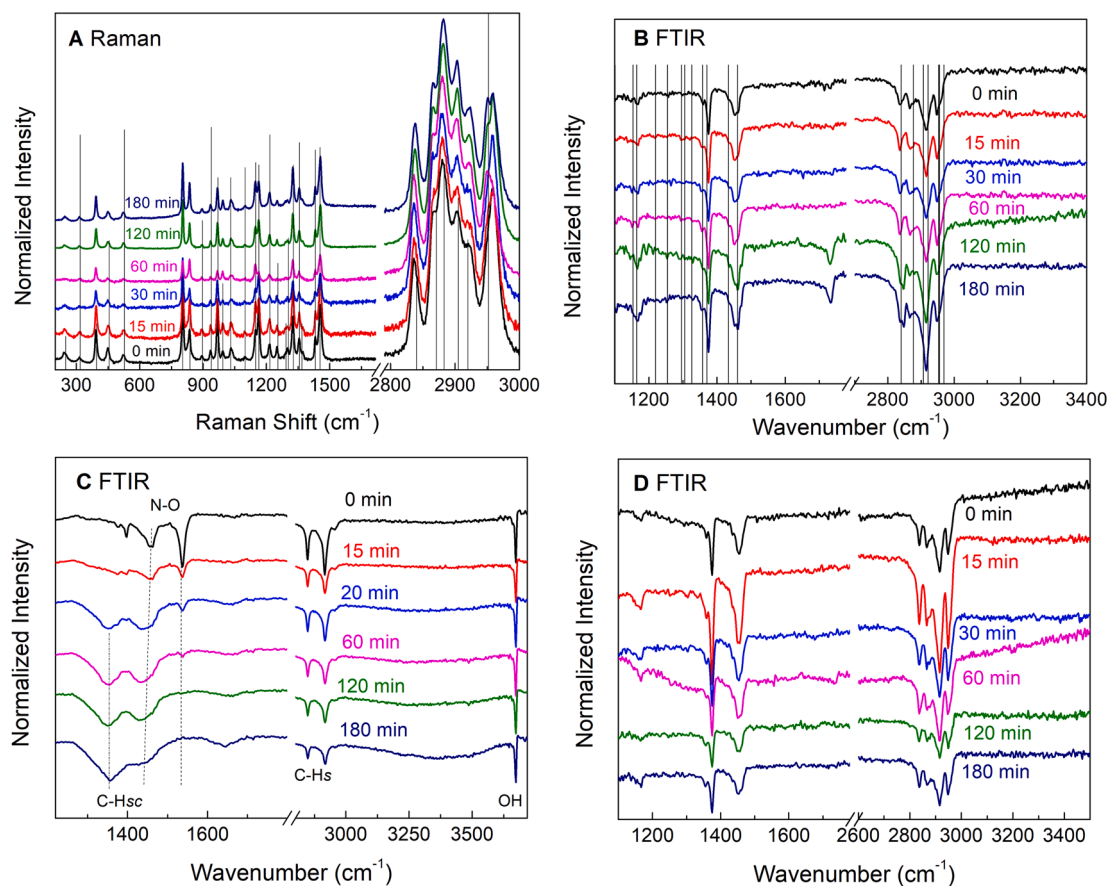 A Raman
Normalized Intensity
180 min
120 min
60 min
30 min
15 min
0 min
300 600 900 1200 1500 2800 2900 3000
Raman Shift (cm-1)
B FTIR
Normalized Intensity
0 min
15 min
30 min
60 min
120 min
180 min
1200 1400 1600 2800 3000 3200 3400
Wavenumber (cm-1)
C FTIR
Normalized Intensity
N-O
0 min
15 min
20 min
60 min
120 min
180 min
C-Hs
C-Hsc
OH
1400 1600 3000 3500
Wavenumber (cm-1)
D FTIR
Normalized Intensity
0 min
15 min
30 min
60 min
120 min
180 min
1200 1400 1600 2600 2800 3000 3200 3400
Wavenumber (cm-1)